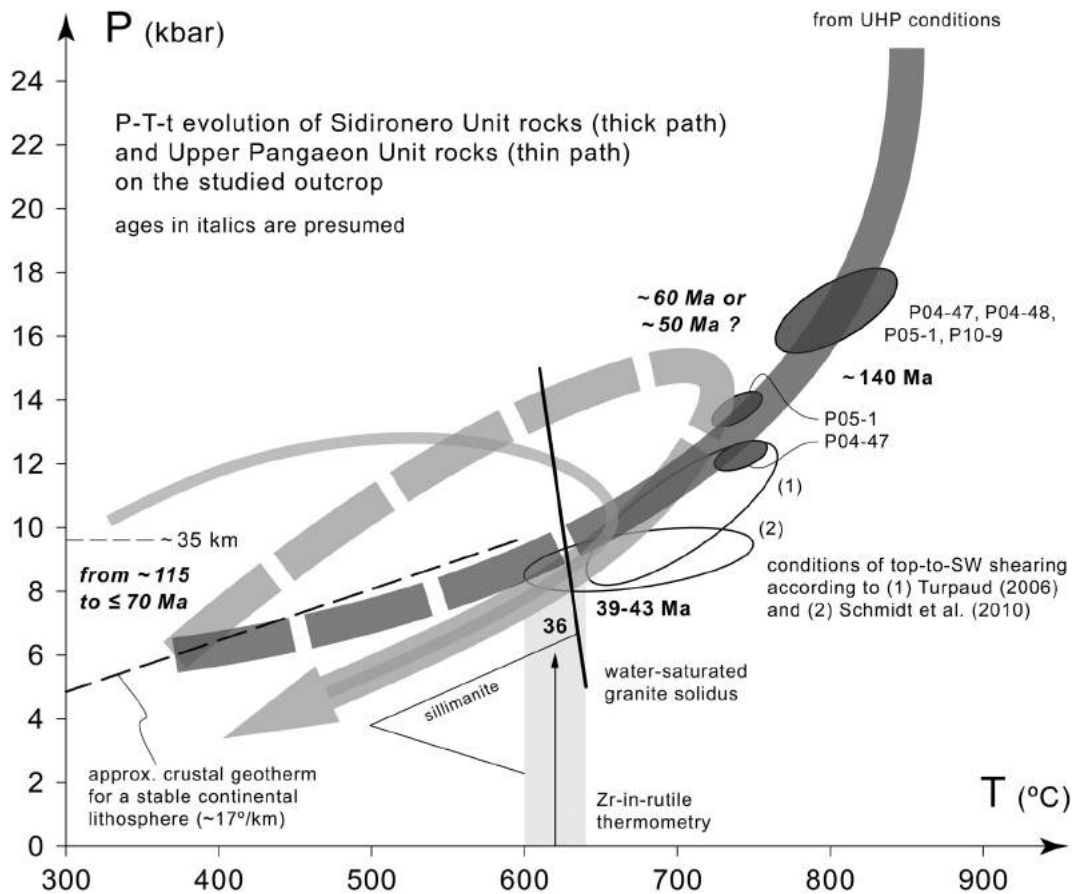 P (kbar)
from UHP conditions
24
22
20
18
16
14
12
10
8
6
4
2
0
P-T-t evolution of Sidironero Unit rocks (thick path)
and Upper Pangaeon Unit rocks (thin path)
on the studied outcrop
ages in italics are presumed
~60 Ma or
~50 Ma ?
P04-47, P04-48,
P05-1, P10-9
~140 Ma
P05-1
P04-47
(1)
(2)
~35 km
from ~115
to ≤ 70 Ma
conditions of top-to-SW shearing
according to (1) Turpaud (2006)
and (2) Schmidt et al. (2010)
39-43 Ma
36
water-saturated
granite solidus
sillimanite
approx. crustal geotherm
for a stable continental
lithosphere (~17º/km)
Zr-in-rutile
thermometry
T (ºC)
300
400
500
600
700
800
900